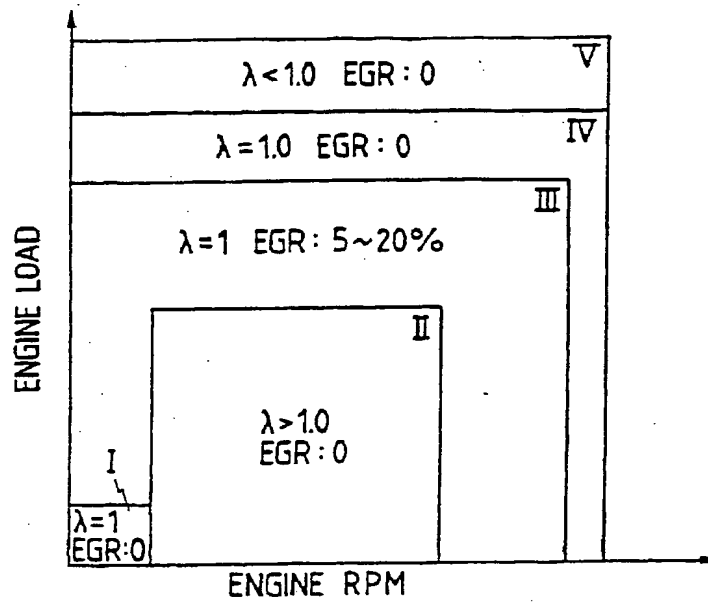 V
λ<1.0 EGR:0
IV
λ=1.0 EGR:0
III
λ=1 EGR: 5~20%
II
λ>1.0
EGR:0
I
λ=1
EGR:0
ENGINE LOAD
ENGINE RPM